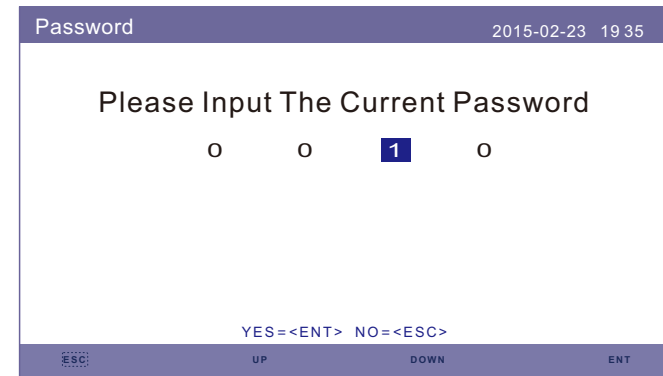 Password 2015-02-23 19 35
Please Input The Current Password
0 0 1 0
YES=<ENT> NO=<ESC>
ESC UP DOWN ENT